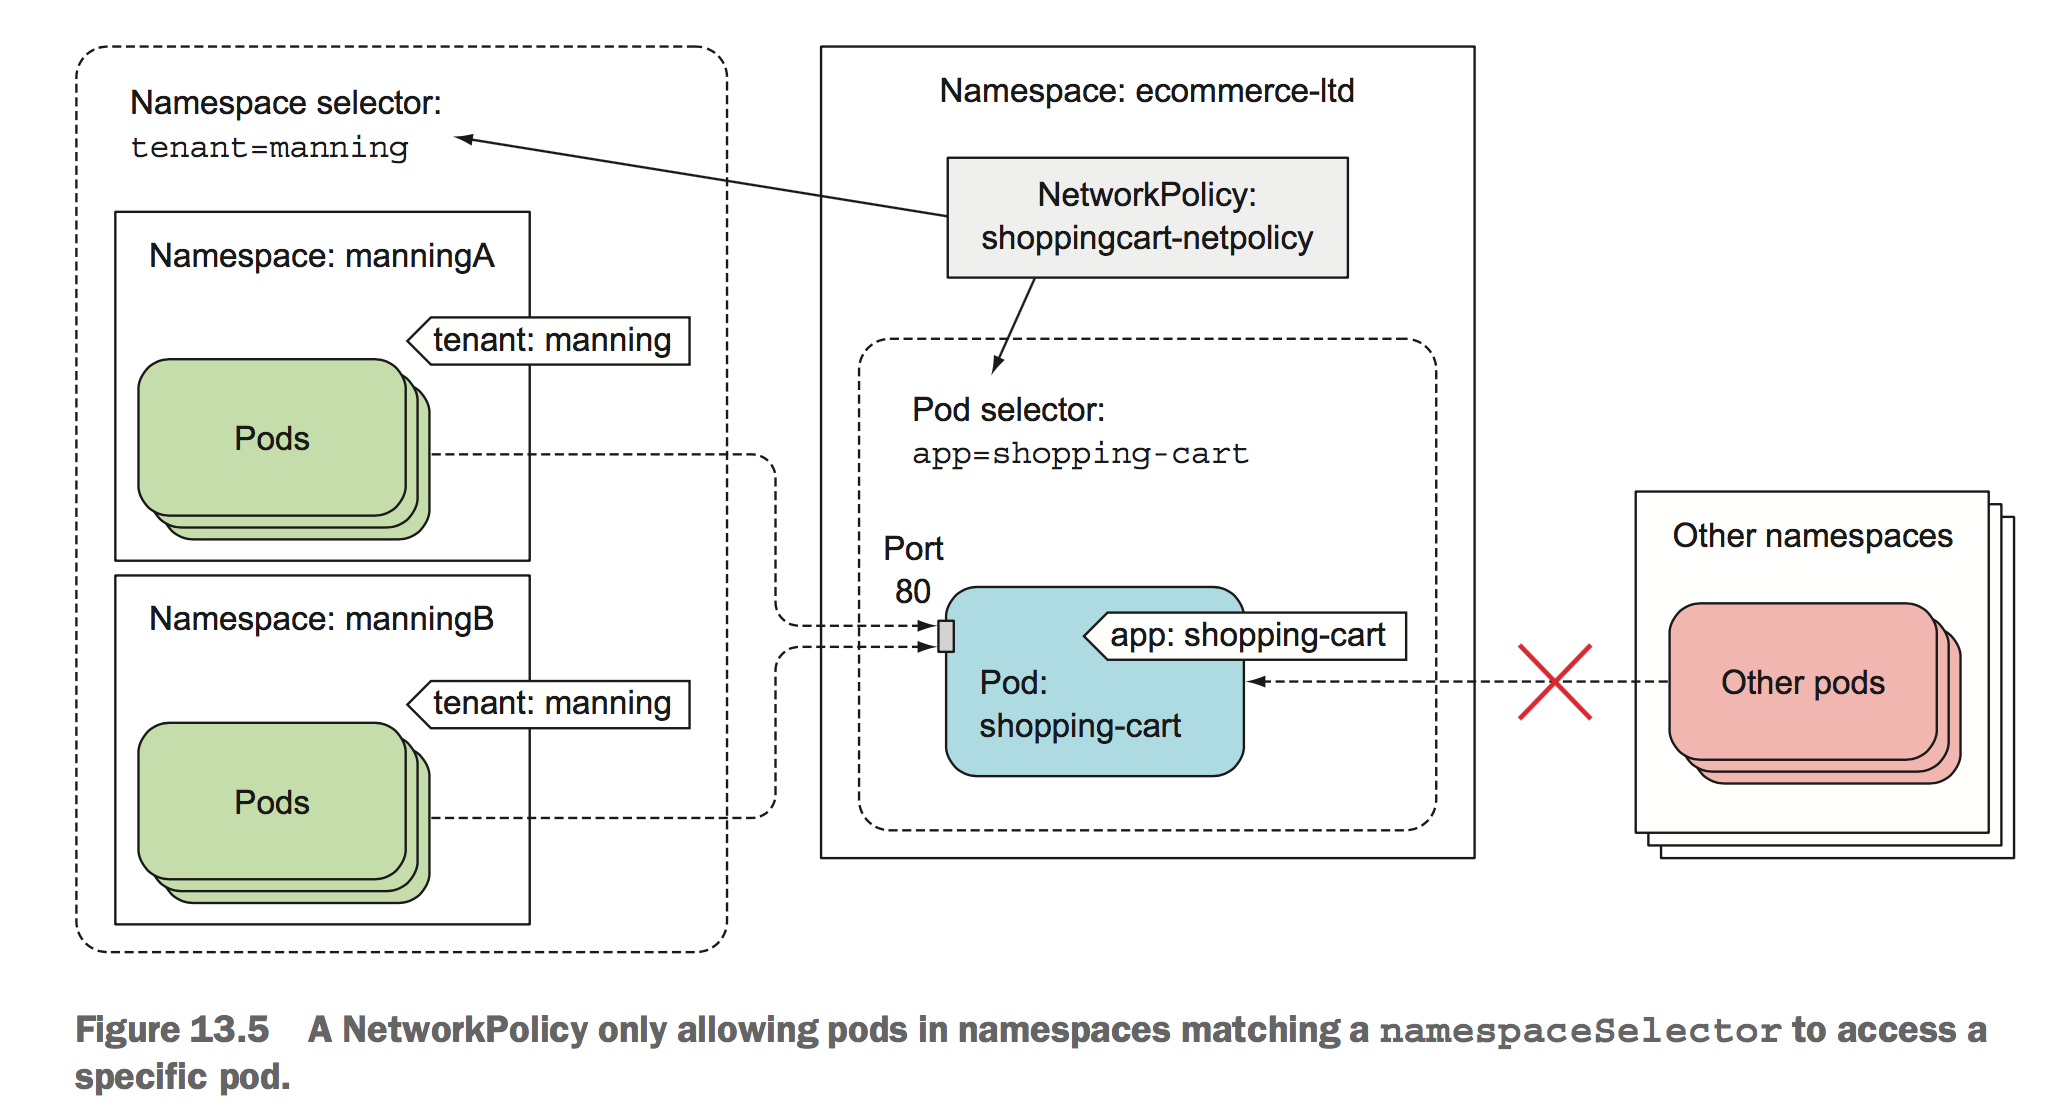 Namespace selector:
tenant=manning
Namespace: manningA
tenant: manning
Pods
Namespace: manningB
tenant: manning
Pods
Namespace: ecommerce-ltd
NetworkPolicy:
shoppingcart-netpolicy
Pod selector:
app=shopping-cart
Port
80
app: shopping-cart
Pod:
shopping-cart
Other namespaces
Other pods
Figure 13.5 A NetworkPolicy only allowing pods in namespaces matching a namespaceSelector to access a
specific pod.